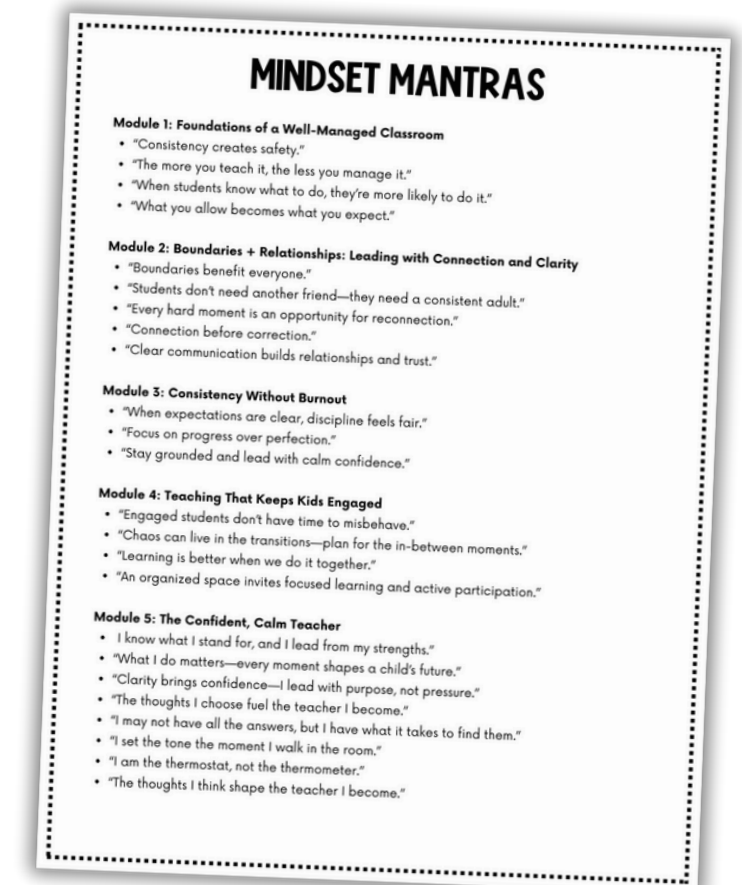 MINDSET MANTRAS
Module 1: Foundations of a Well-Managed Classroom
• “Consistency creates safety.”
• “The more you teach it, the less you manage it.”
• “When students know what to do, they’re more likely to do it.”
• “What you allow becomes what you expect.”
Module 2: Boundaries + Relationships: Leading with Connection and Clarity
• “Boundaries benefit everyone.”
• “Students don’t need another friend—they need a consistent adult.”
• “Every hard moment is an opportunity for reconnection.”
• “Connection before correction.”
• “Clear communication builds relationships and trust.”
Module 3: Consistency Without Burnout
• “When expectations are clear, discipline feels fair.”
• “Focus on progress over perfection.”
• “Stay grounded and lead with calm confidence.”
Module 4: Teaching That Keeps Kids Engaged
• “Engaged students don’t have time to misbehave.”
• “Chaos can live in the transitions—plan for the in-between moments.”
• “Learning is better when we do it together.”
• “An organized space invites focused learning and active participation.”
Module 5: The Confident, Calm Teacher
• I know what I stand for, and I lead from my strengths.”
• “What I do matters—every moment shapes a child’s future.”
• “Clarity brings confidence—I lead with purpose, not pressure.”
• “The thoughts I choose fuel the teacher I become.”
• “I may not have all the answers, but I have what it takes to find them.”
• “I set the tone the moment I walk in the room.”
• “I am the thermostat, not the thermometer.”
• “The thoughts I think shape the teacher I become.”